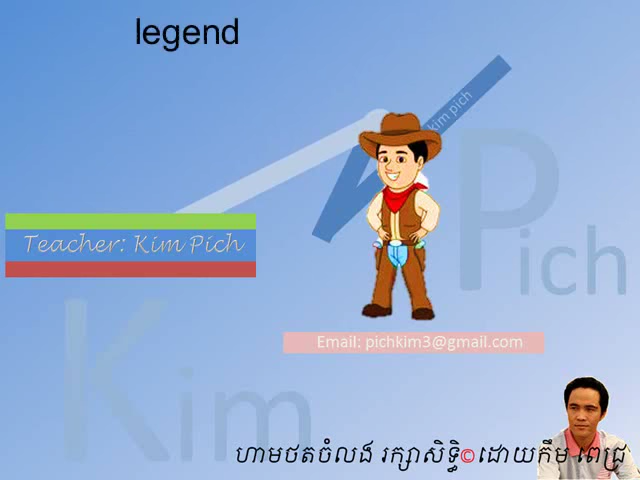 legend
kim pich
Pich
Teacher: Kim Pich
Kim
Email: pichkim3@gmail.com
ហាមថតចំលង រក្សាសិទ្ធិ©ដោយកឹម ពេជ្រ